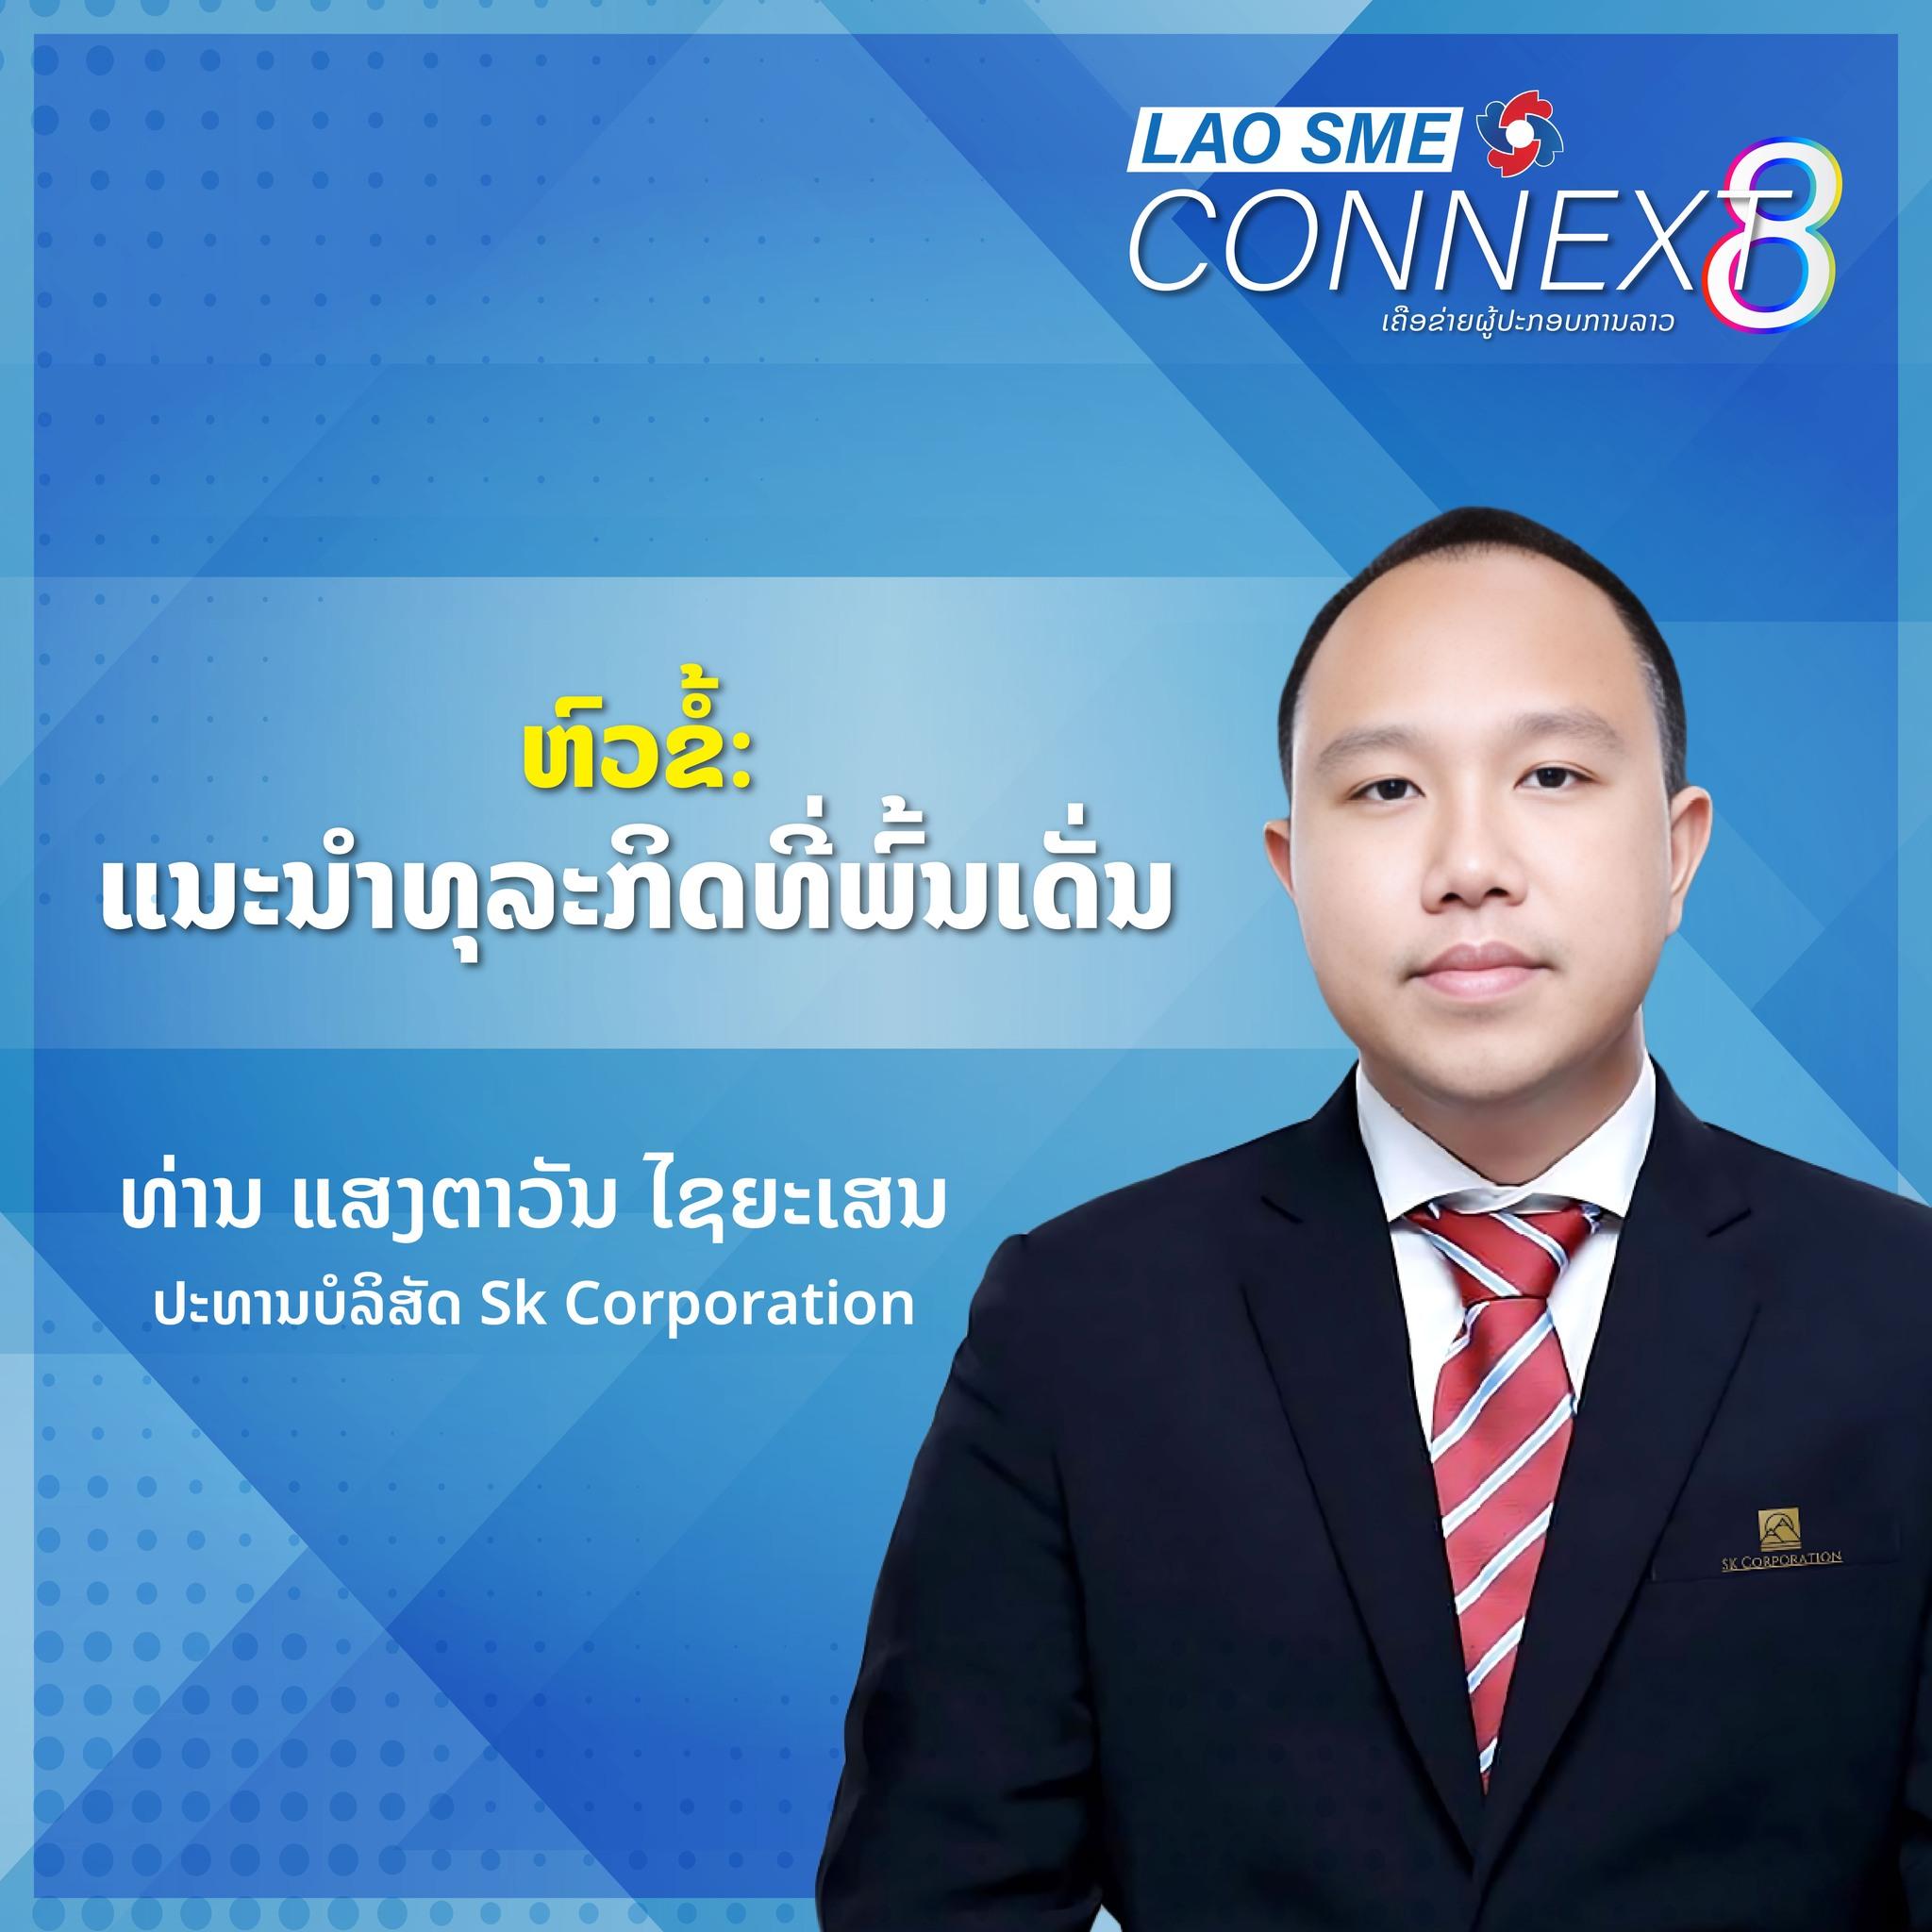 LAO SME
CONNEXT 8
ເຄືອຂ່າຍຜູ້ປະກອບການລາວ
ຫົວຂໍ້:
ແນະນໍາທຸລະກິດທີ່ພົ້ນເດັ່ນ
ທ່ານ ແສງຕາວັນ ໄຊຍະເສນ
ປະທານບໍລິສັດ Sk Corporation
SK CORPORATION